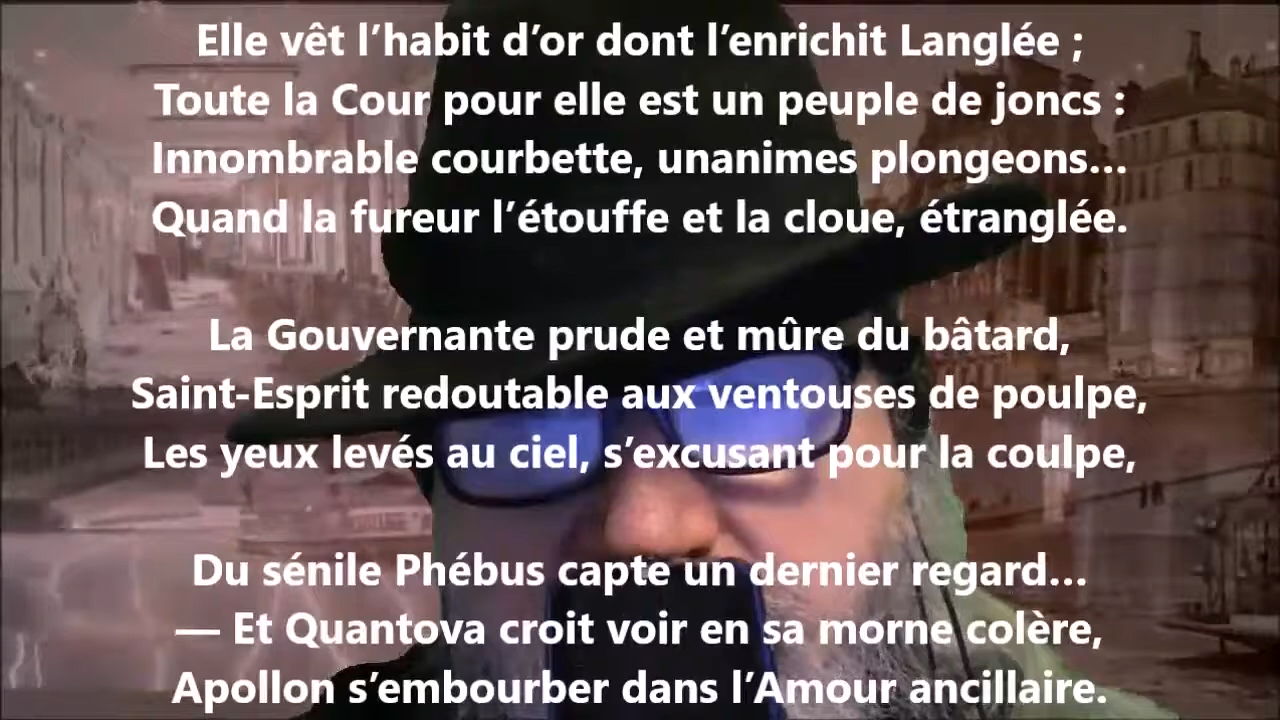 Elle vêt l’habit d’or dont l’enrichit Langlée ;
Toute la Cour pour elle est un peuple de joncs :
Innombrable courbette, unanimes plongeons...
Quand la fureur l’étouffe et la cloue, étranglée.
La Gouvernante prude et mûre du bâtard,
Saint-Esprit redoutable aux ventouses de poulpe,
Les yeux levés au ciel, s’excusant pour la coulpe,
Du sénile Phébus capte un dernier regard...
— Et Quantova croit voir en sa morne colère,
Apollon s’embourber dans l’Amour ancillaire.